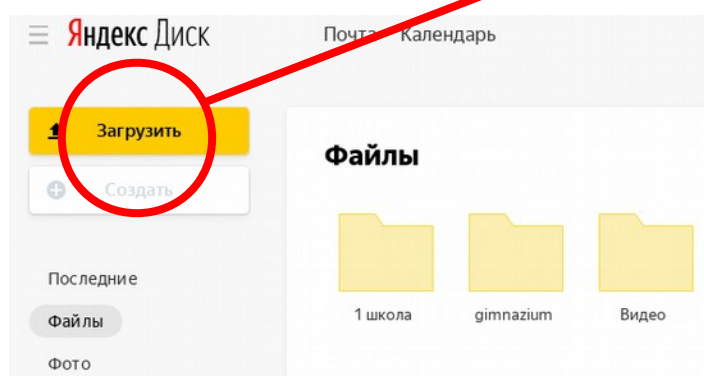 Яндекс Диск Почта Календарь
Загрузить
Создать
Файлы
1 школа gimnazium Видео
Последние
Файлы
Фото